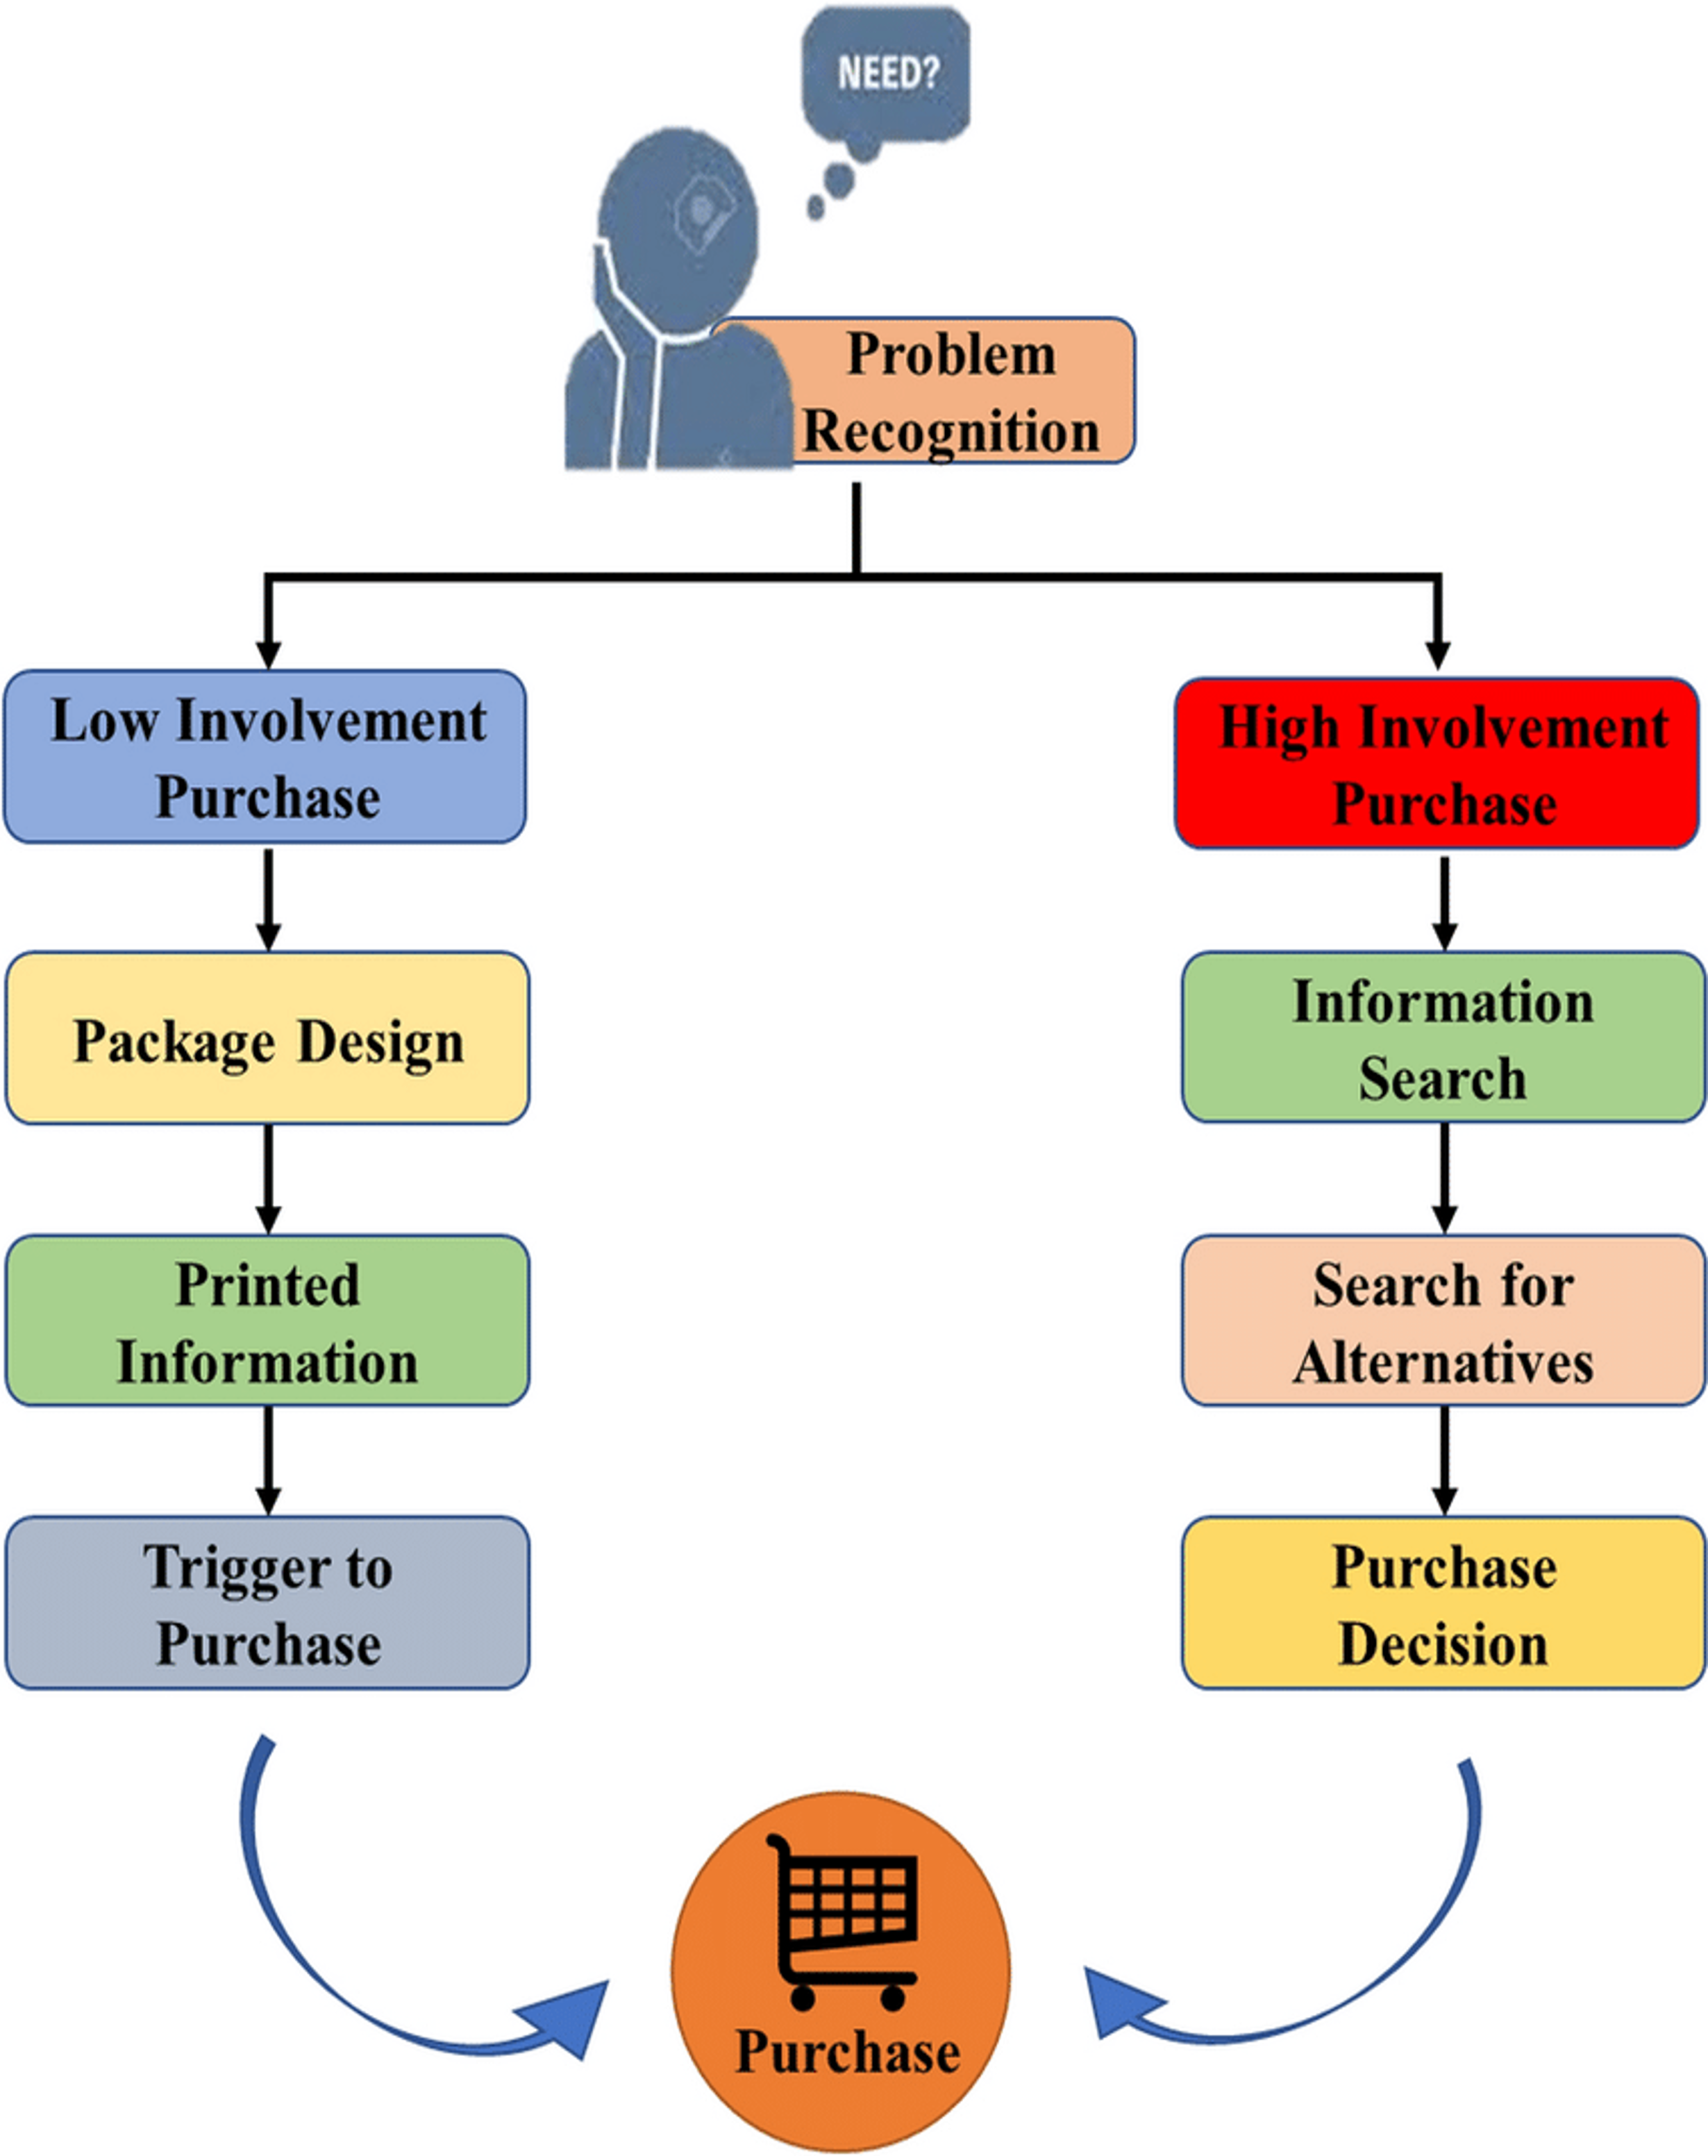 NEED?
Problem
Recognition
Low Involvement
Purchase
High Involvement
Purchase
Package Design
Information
Search
Printed
Information
Search for
Alternatives
Trigger to
Purchase
Purchase
Decision
Purchase